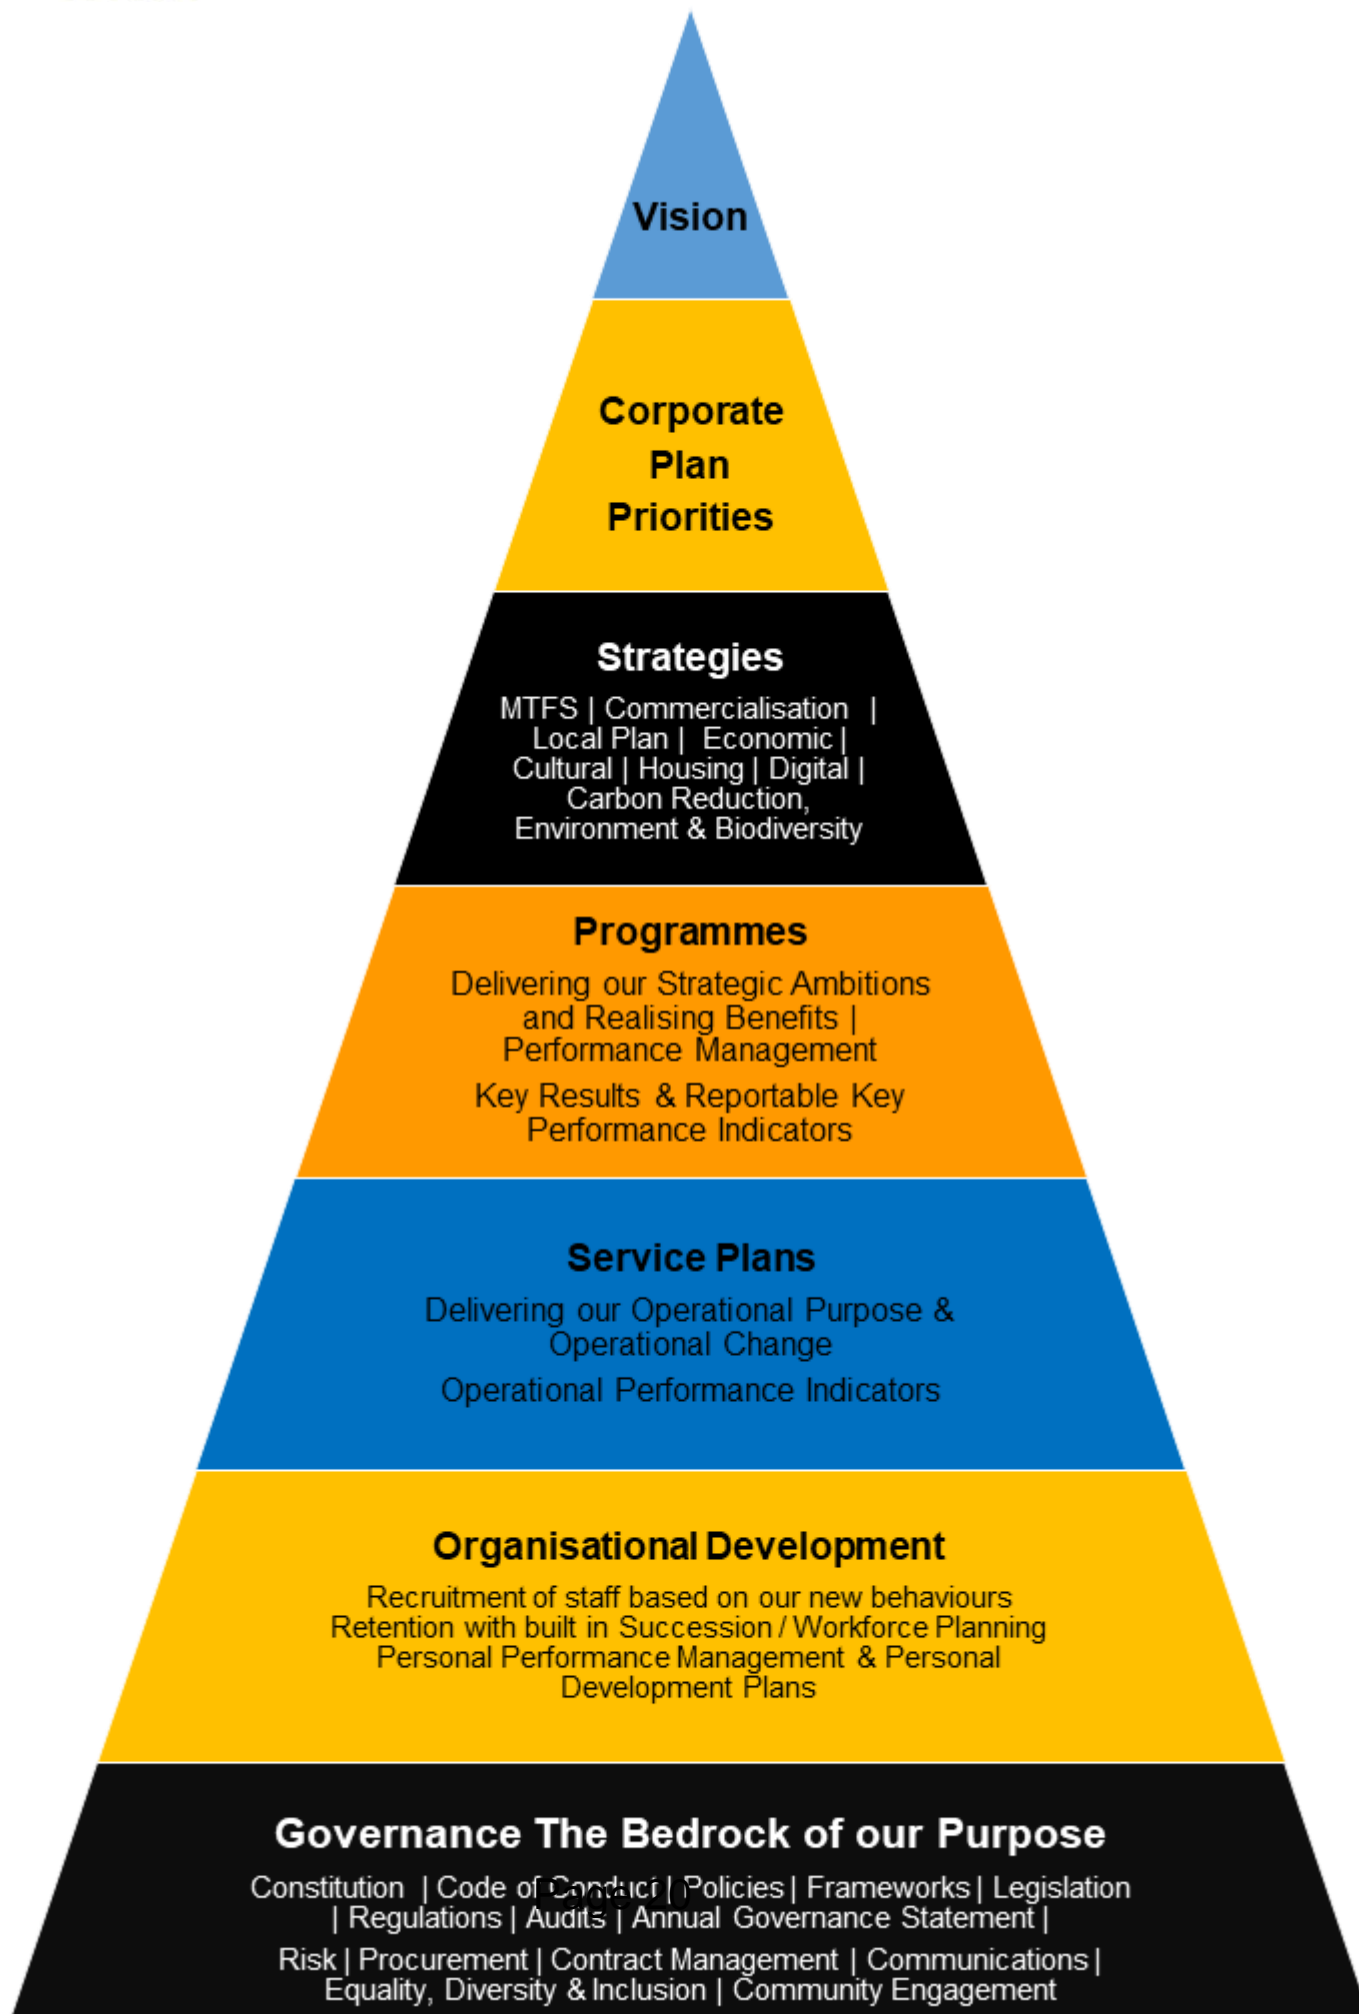 Vision
Corporate
Plan
Priorities
Strategies
MTFS | Commercialisation |
Local Plan | Economic |
Cultural | Housing | Digital |
Carbon Reduction,
Environment & Biodiversity
Programmes
Delivering our Strategic Ambitions
and Realising Benefits |
Performance Management
Key Results & Reportable Key
Performance Indicators
Service Plans
Delivering our Operational Purpose &
Operational Change
Operational Performance Indicators
Organisational Development
Recruitment of staff based on our new behaviours
Retention with built in Succession / Workforce Planning
Personal Performance Management & Personal
Development Plans
Governance The Bedrock of our Purpose
Constitution | Code of Conduct | Policies | Frameworks | Legislation
Page 20
| Regulations | Audits | Annual Governance Statement |
Risk | Procurement | Contract Management | Communications |
Equality, Diversity & Inclusion | Community Engagement